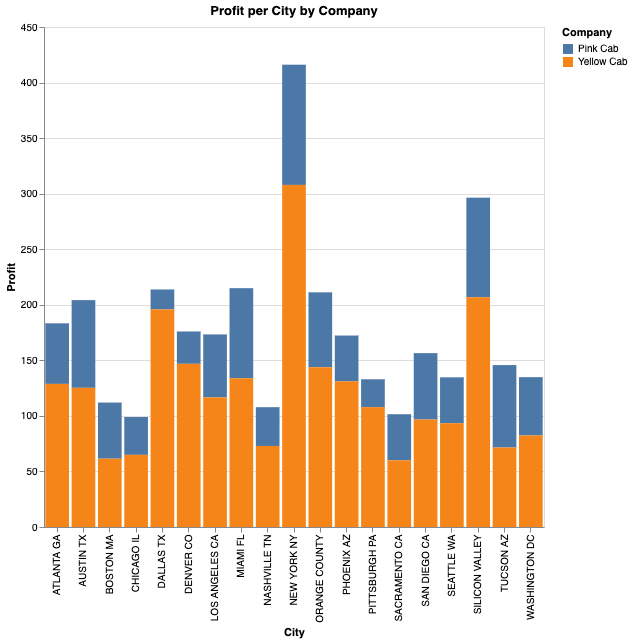 Profit per City by Company
Company
Pink Cab
Yellow Cab
Profit
450
400
350
300
250
200
150
100
50
0
ATLANTA GA
AUSTIN TX
BOSTON MA
CHICAGO IL
DALLAS TX
DENVER CO
LOS ANGELES CA
MIAMI FL
NASHVILLE TN
NEW YORK NY
ORANGE COUNTY
PHOENIX AZ
PITTSBURGH PA
SACRAMENTO CA
SAN DIEGO CA
SEATTLE WA
SILICON VALLEY
TUCSON AZ
WASHINGTON DC
City